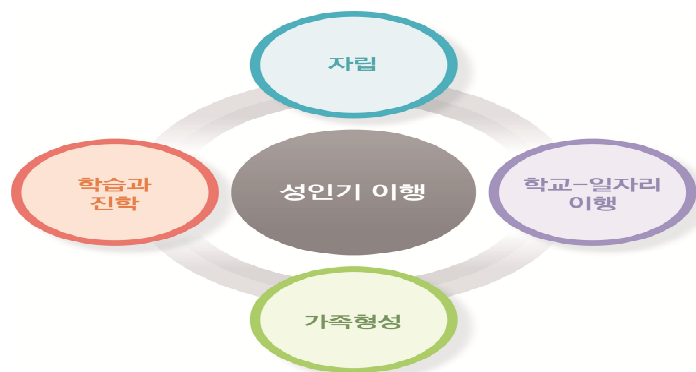 자립
학습과
진학
성인기 이행
학교-일자리
이행
가족형성